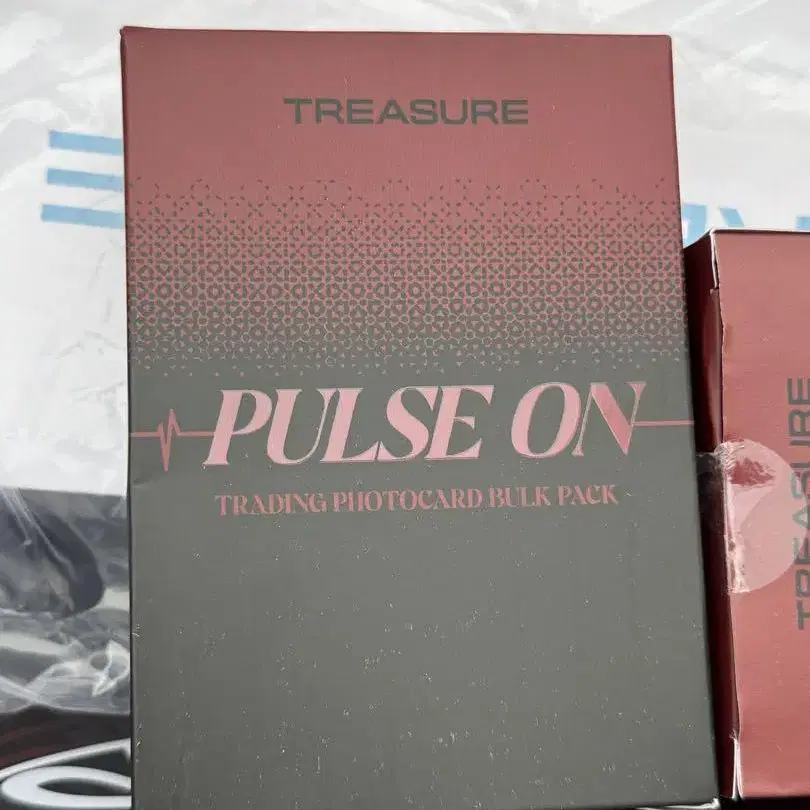 TREASURE
PULSE ON
TRADING PHOTOCARD BULK PACK
TREASURE